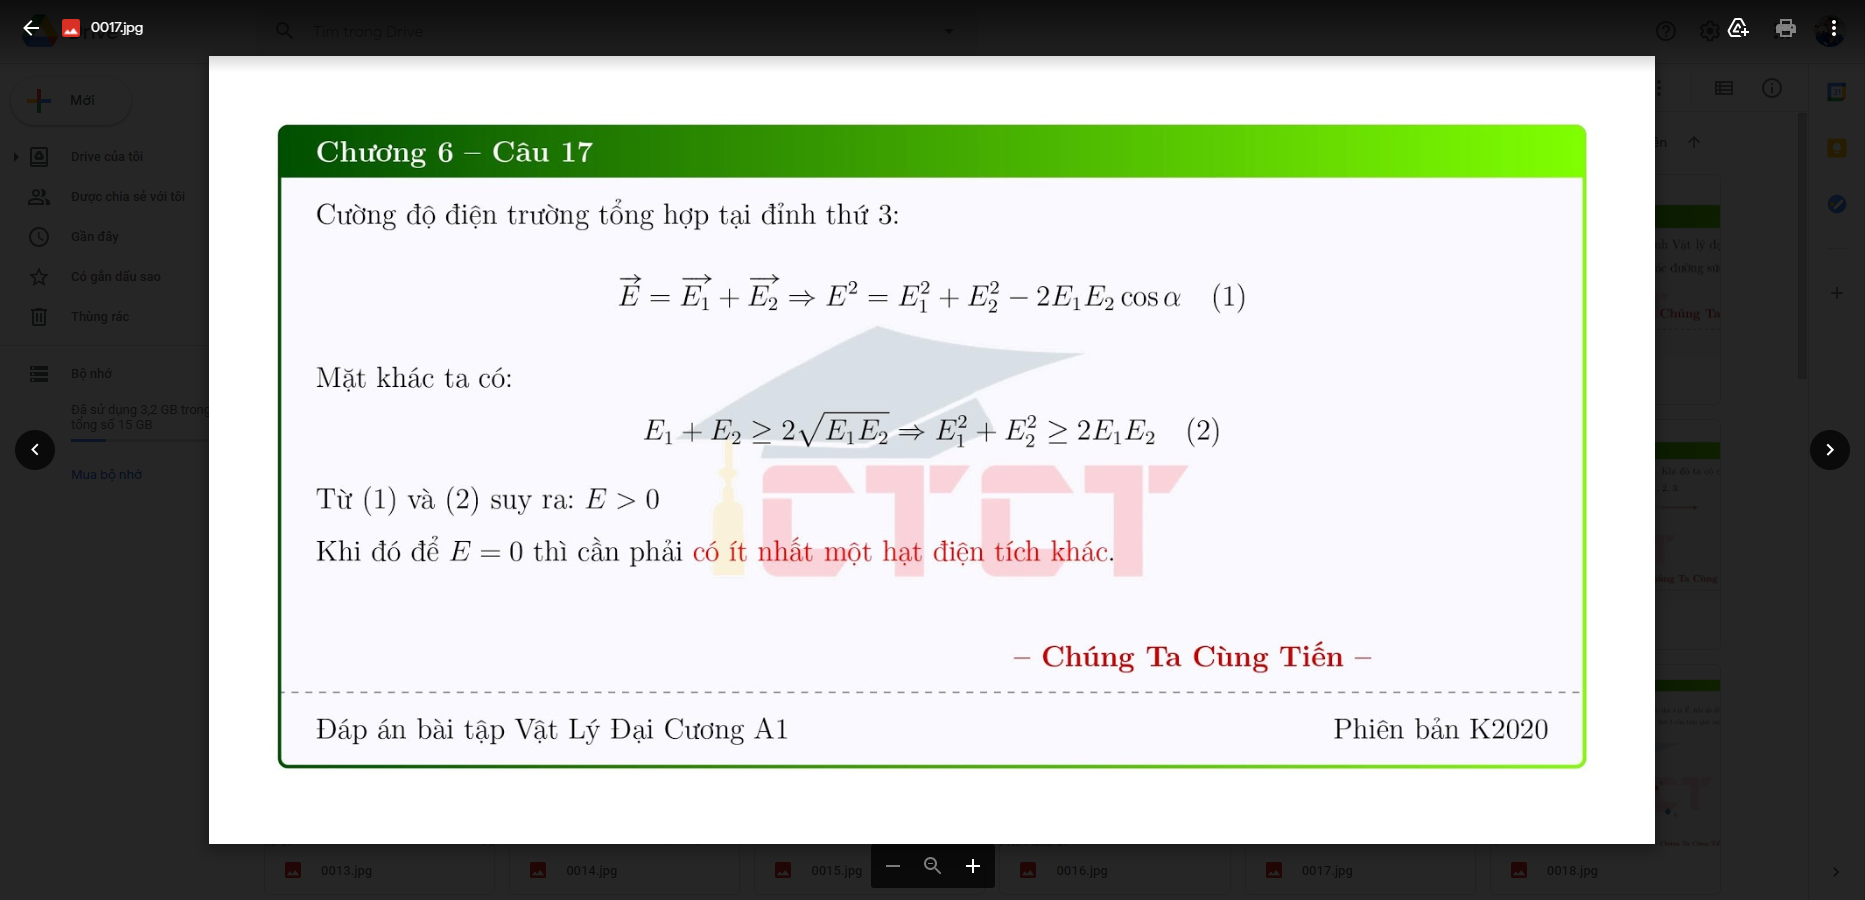 0017.jpg
Tìm trong Drive
Mới
Drive của tôi
Được chia sẻ với tôi
Gần đây
Có gắn dấu sao
Thùng rác
Bộ nhớ
Đã sử dụng 3,2 GB trong
tổng số 15 GB
Mua bộ nhớ
Chương 6 – Câu 17
Cường độ điện trường tổng hợp tại đỉnh thứ 3:
$\overrightarrow{E} = \overrightarrow{E_1} + \overrightarrow{E_2} \Rightarrow E^2 = E_1^2 + E_2^2 - 2E_1E_2 \cos\alpha \quad (1)$
Mặt khác ta có:
$E_1 + E_2 \geq 2\sqrt{E_1E_2} \Rightarrow E_1^2 + E_2^2 \geq 2E_1E_2 \quad (2)$
CTCT
Từ (1) và (2) suy ra: E > 0
Khi đó để E = 0 thì cần phải có ít nhất một hạt điện tích khác.
– Chúng Ta Cùng Tiến –
Đáp án bài tập Vật Lý Đại Cương A1 Phiên bản K2020
0013.jpg 0014.jpg 0015.jpg 0016.jpg 0017.jpg 0018.jpg